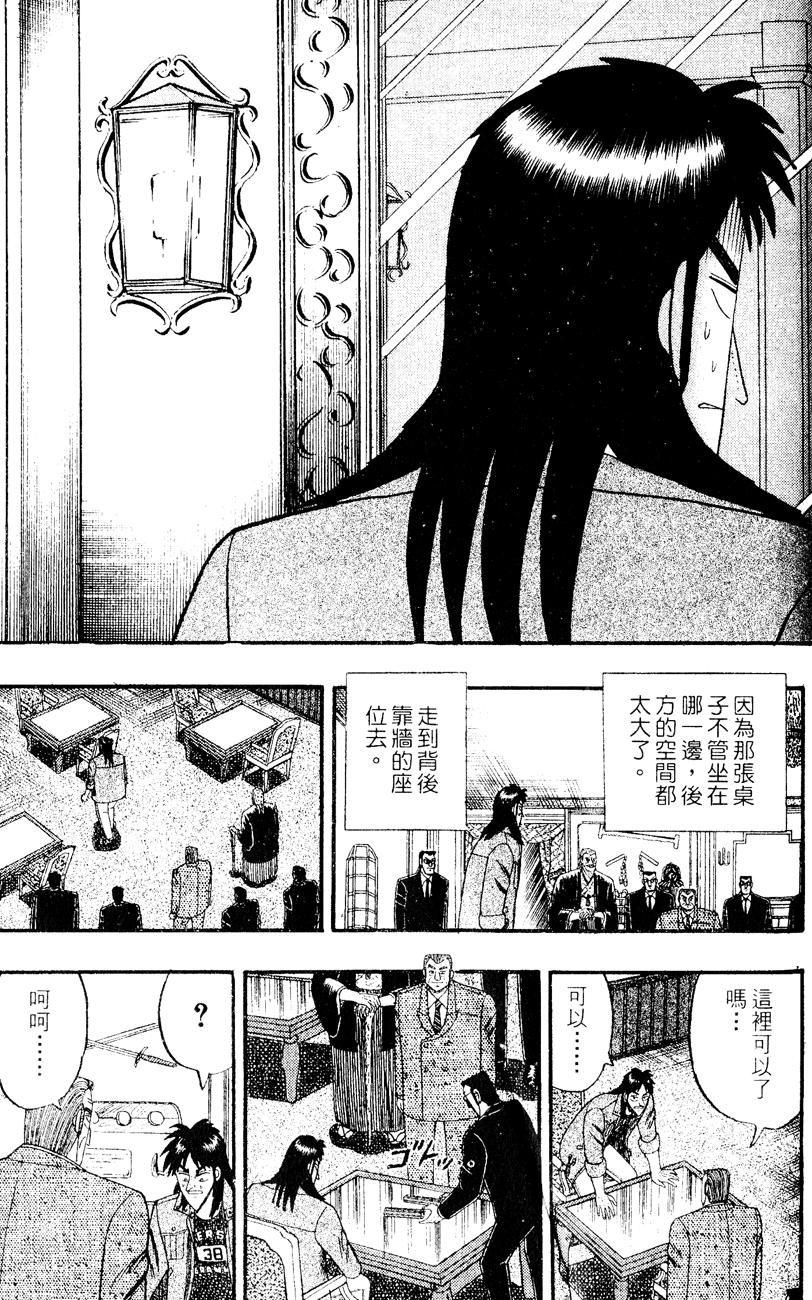 因為那張桌
子不管坐在
哪一邊，後
方的空間都
太大了。
走到背後
靠牆的座
位去。
這裡可以了
嗎…
可以……
ゴトッ…
？
38
呵呵……